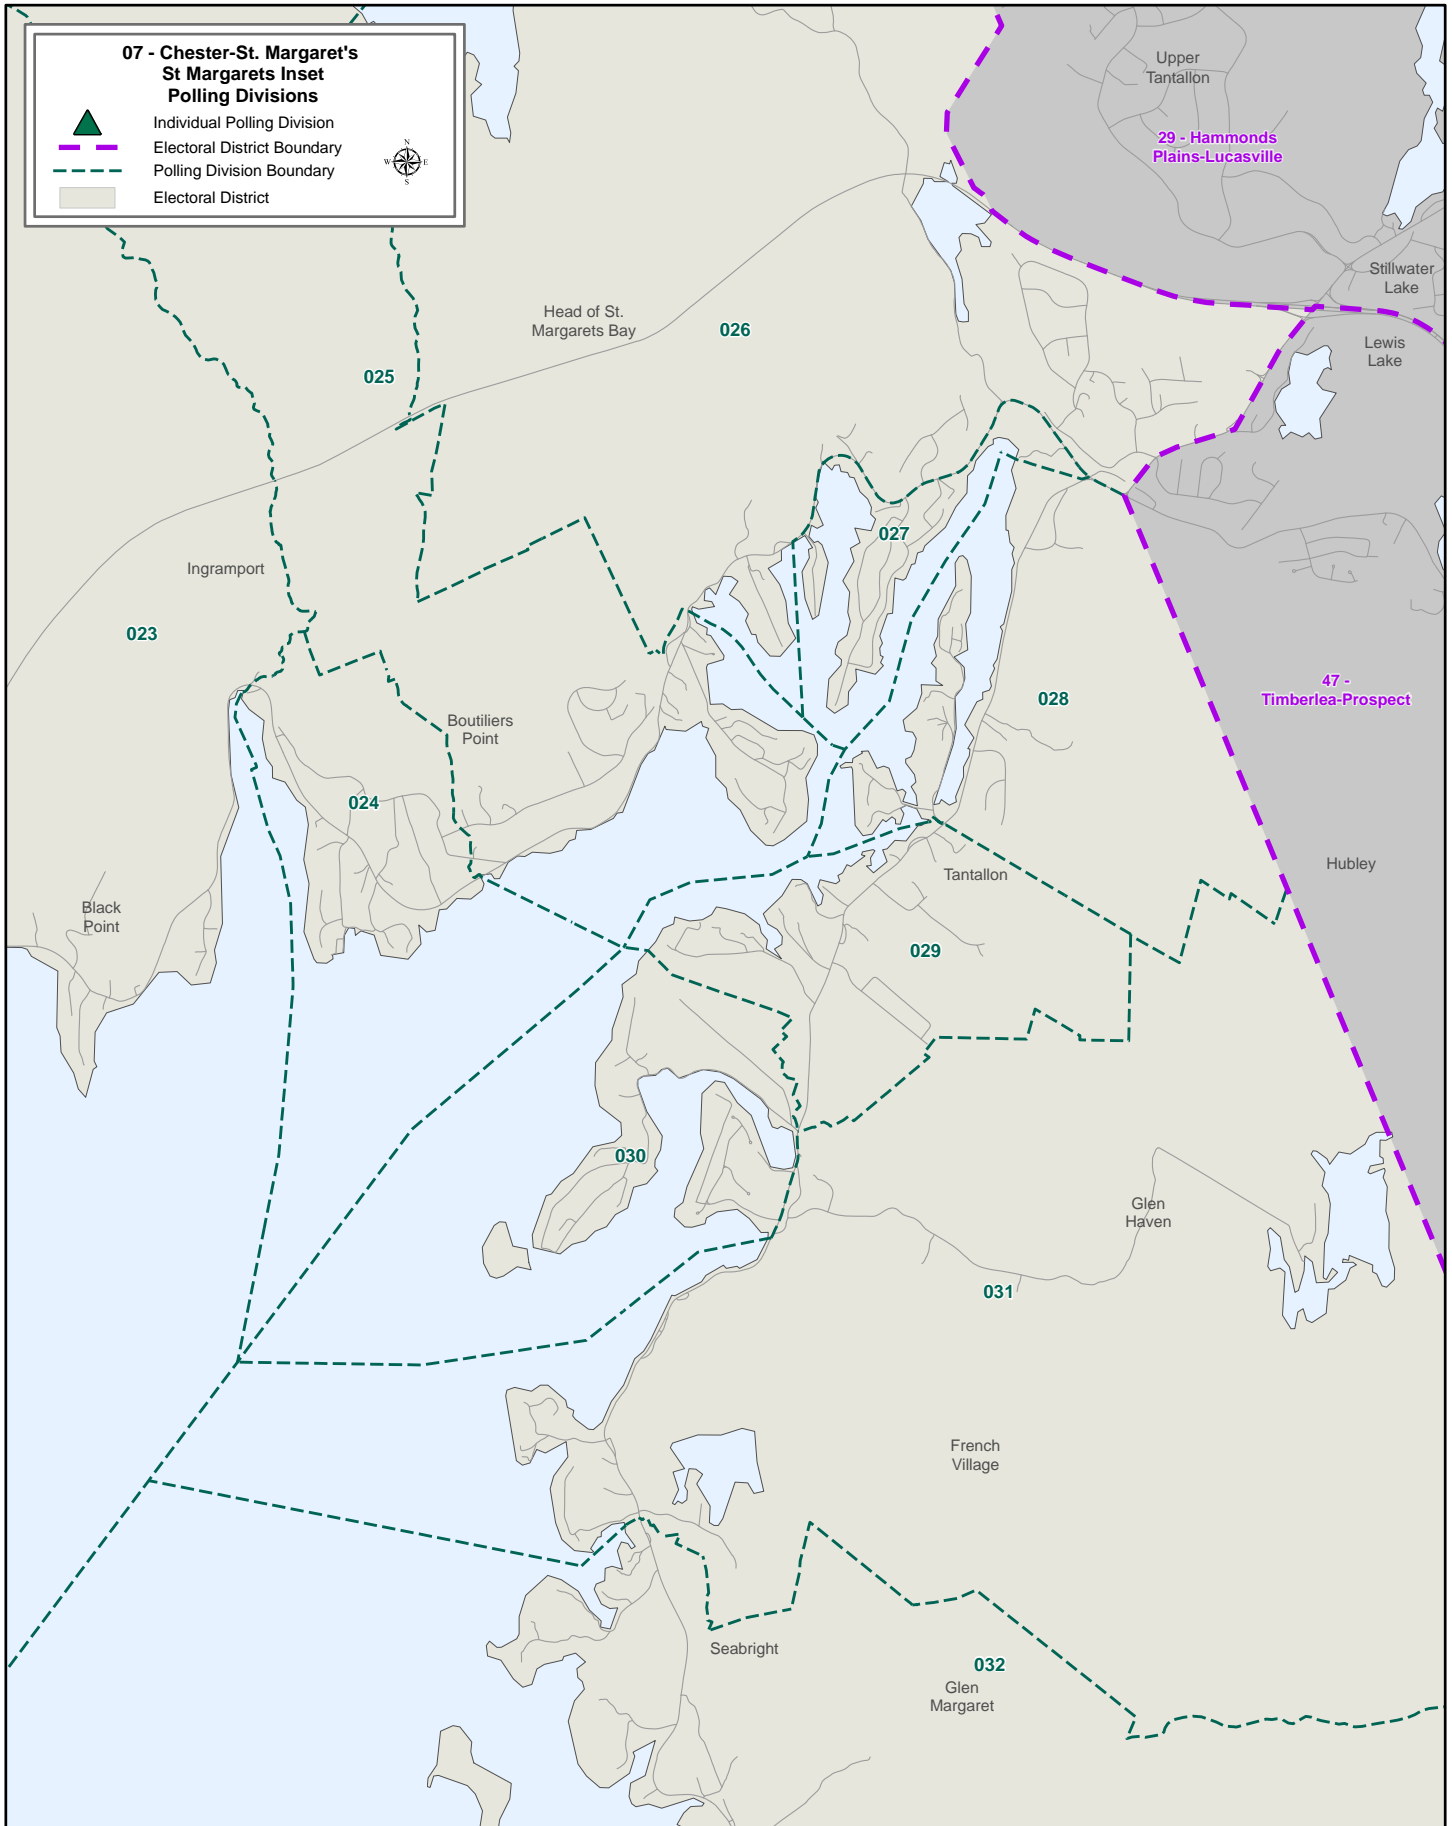 07 - Chester-St. Margaret's
St Margarets Inset
Polling Divisions
Individual Polling Division
Electoral District Boundary
Polling Division Boundary
Electoral District
N
W E
S
Upper
Tantallon
29 - Hammonds
Plains-Lucasville
Stillwater
Lake
Head of St.
Margarets Bay
026
Lewis
Lake
025
027
Ingramport
023
47 -
Timberlea-Prospect
028
Boutiliers
Point
024
Hubley
Tantallon
Black
Point
029
030
Glen
Haven
031
French
Village
Seabright
032
Glen
Margaret